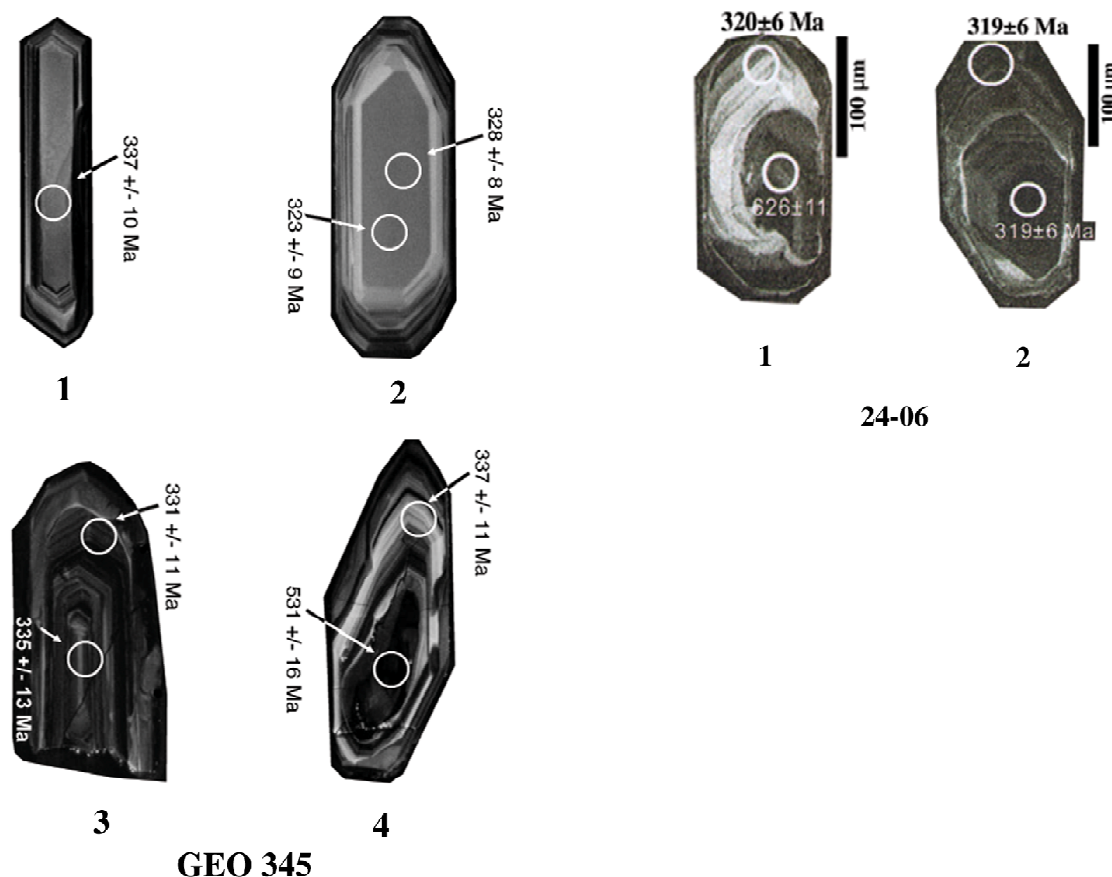 337 +/- 10 Ma
1
328 +/- 8 Ma
323 +/- 9 Ma
2
320±6 Ma
626±11
100 µm
1
319±6 Ma
319±6 Ma
100 µm
2
24-06
331 +/- 11 Ma
335 +/- 13 Ma
3
337 +/- 11 Ma
531 +/- 16 Ma
4
GEO 345